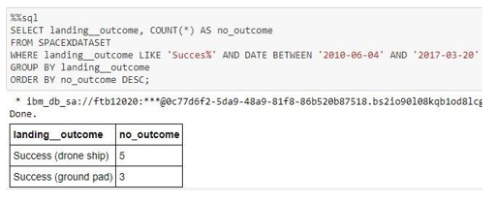 %%sql
SELECT landing__outcome, COUNT(*) AS no_outcome
FROM SPACEXDATASET
WHERE landing__outcome LIKE 'Succes%' AND DATE BETWEEN '2010-06-04' AND '2017-03-20'
GROUP BY landing__outcome
ORDER BY no_outcome DESC;
* ibm_db_sa://ftb12020:***@0c77d6f2-5da9-48a9-81f8-86b520b87518.bs2io90l08kqb1od8lcg
Done.
landing__outcome no_outcome
Success (drone ship) 5
Success (ground pad) 3